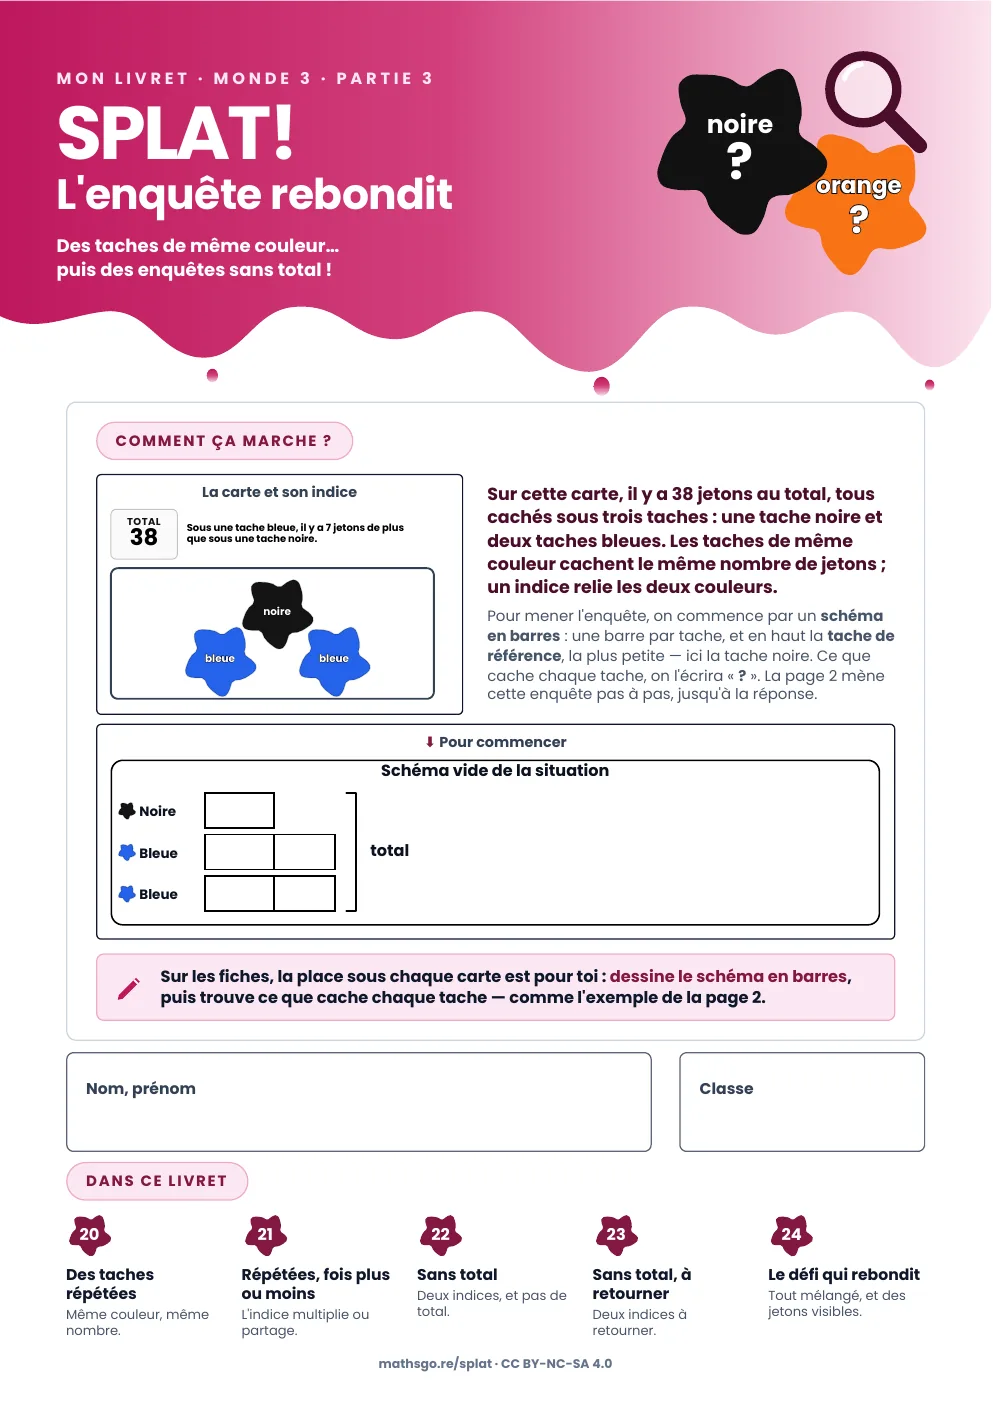 MON LIVRET · MONDE 3 · PARTIE 3
SPLAT!
L'enquête rebondit
Des taches de même couleur…
puis des enquêtes sans total !
noire
?
orange
?
COMMENT ÇA MARCHE ?
La carte et son indice
TOTAL
38
Sous une tache bleue, il y a 7 jetons de plus
que sous une tache noire.
noire
bleue
bleue
Sur cette carte, il y a 38 jetons au total, tous
cachés sous trois taches : une tache noire et
deux taches bleues. Les taches de même
couleur cachent le même nombre de jetons ;
un indice relie les deux couleurs.
Pour mener l'enquête, on commence par un schéma
en barres : une barre par tache, et en haut la tache de
référence, la plus petite — ici la tache noire. Ce que
cache chaque tache, on l'écrira « ? ». La page 2 mène
cette enquête pas à pas, jusqu'à la réponse.
⬇ Pour commencer
Schéma vide de la situation
Noire
Bleue
Bleue
total
Sur les fiches, la place sous chaque carte est pour toi : dessine le schéma en barres,
puis trouve ce que cache chaque tache — comme l'exemple de la page 2.
Nom, prénom
Classe
DANS CE LIVRET
20
Des taches
répétées
Même couleur, même
nombre.
21
Répétées, fois plus
ou moins
L'indice multiplie ou
partage.
22
Sans total
Deux indices, et pas de
total.
23
Sans total, à
retourner
Deux indices à
retourner.
24
Le défi qui rebondit
Tout mélangé, et des
jetons visibles.
mathsgo.re/splat · CC BY-NC-SA 4.0